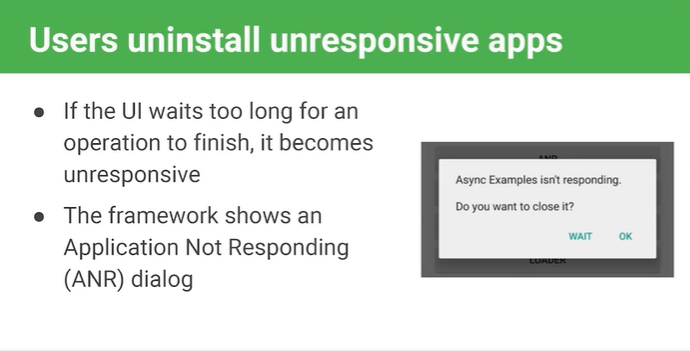 Users uninstall unresponsive apps
● If the UI waits too long for an
operation to finish, it becomes
unresponsive
● The framework shows an
Application Not Responding
(ANR) dialog
ANR
Async Examples isn't responding.
Do you want to close it?
WAIT OK
LOADER